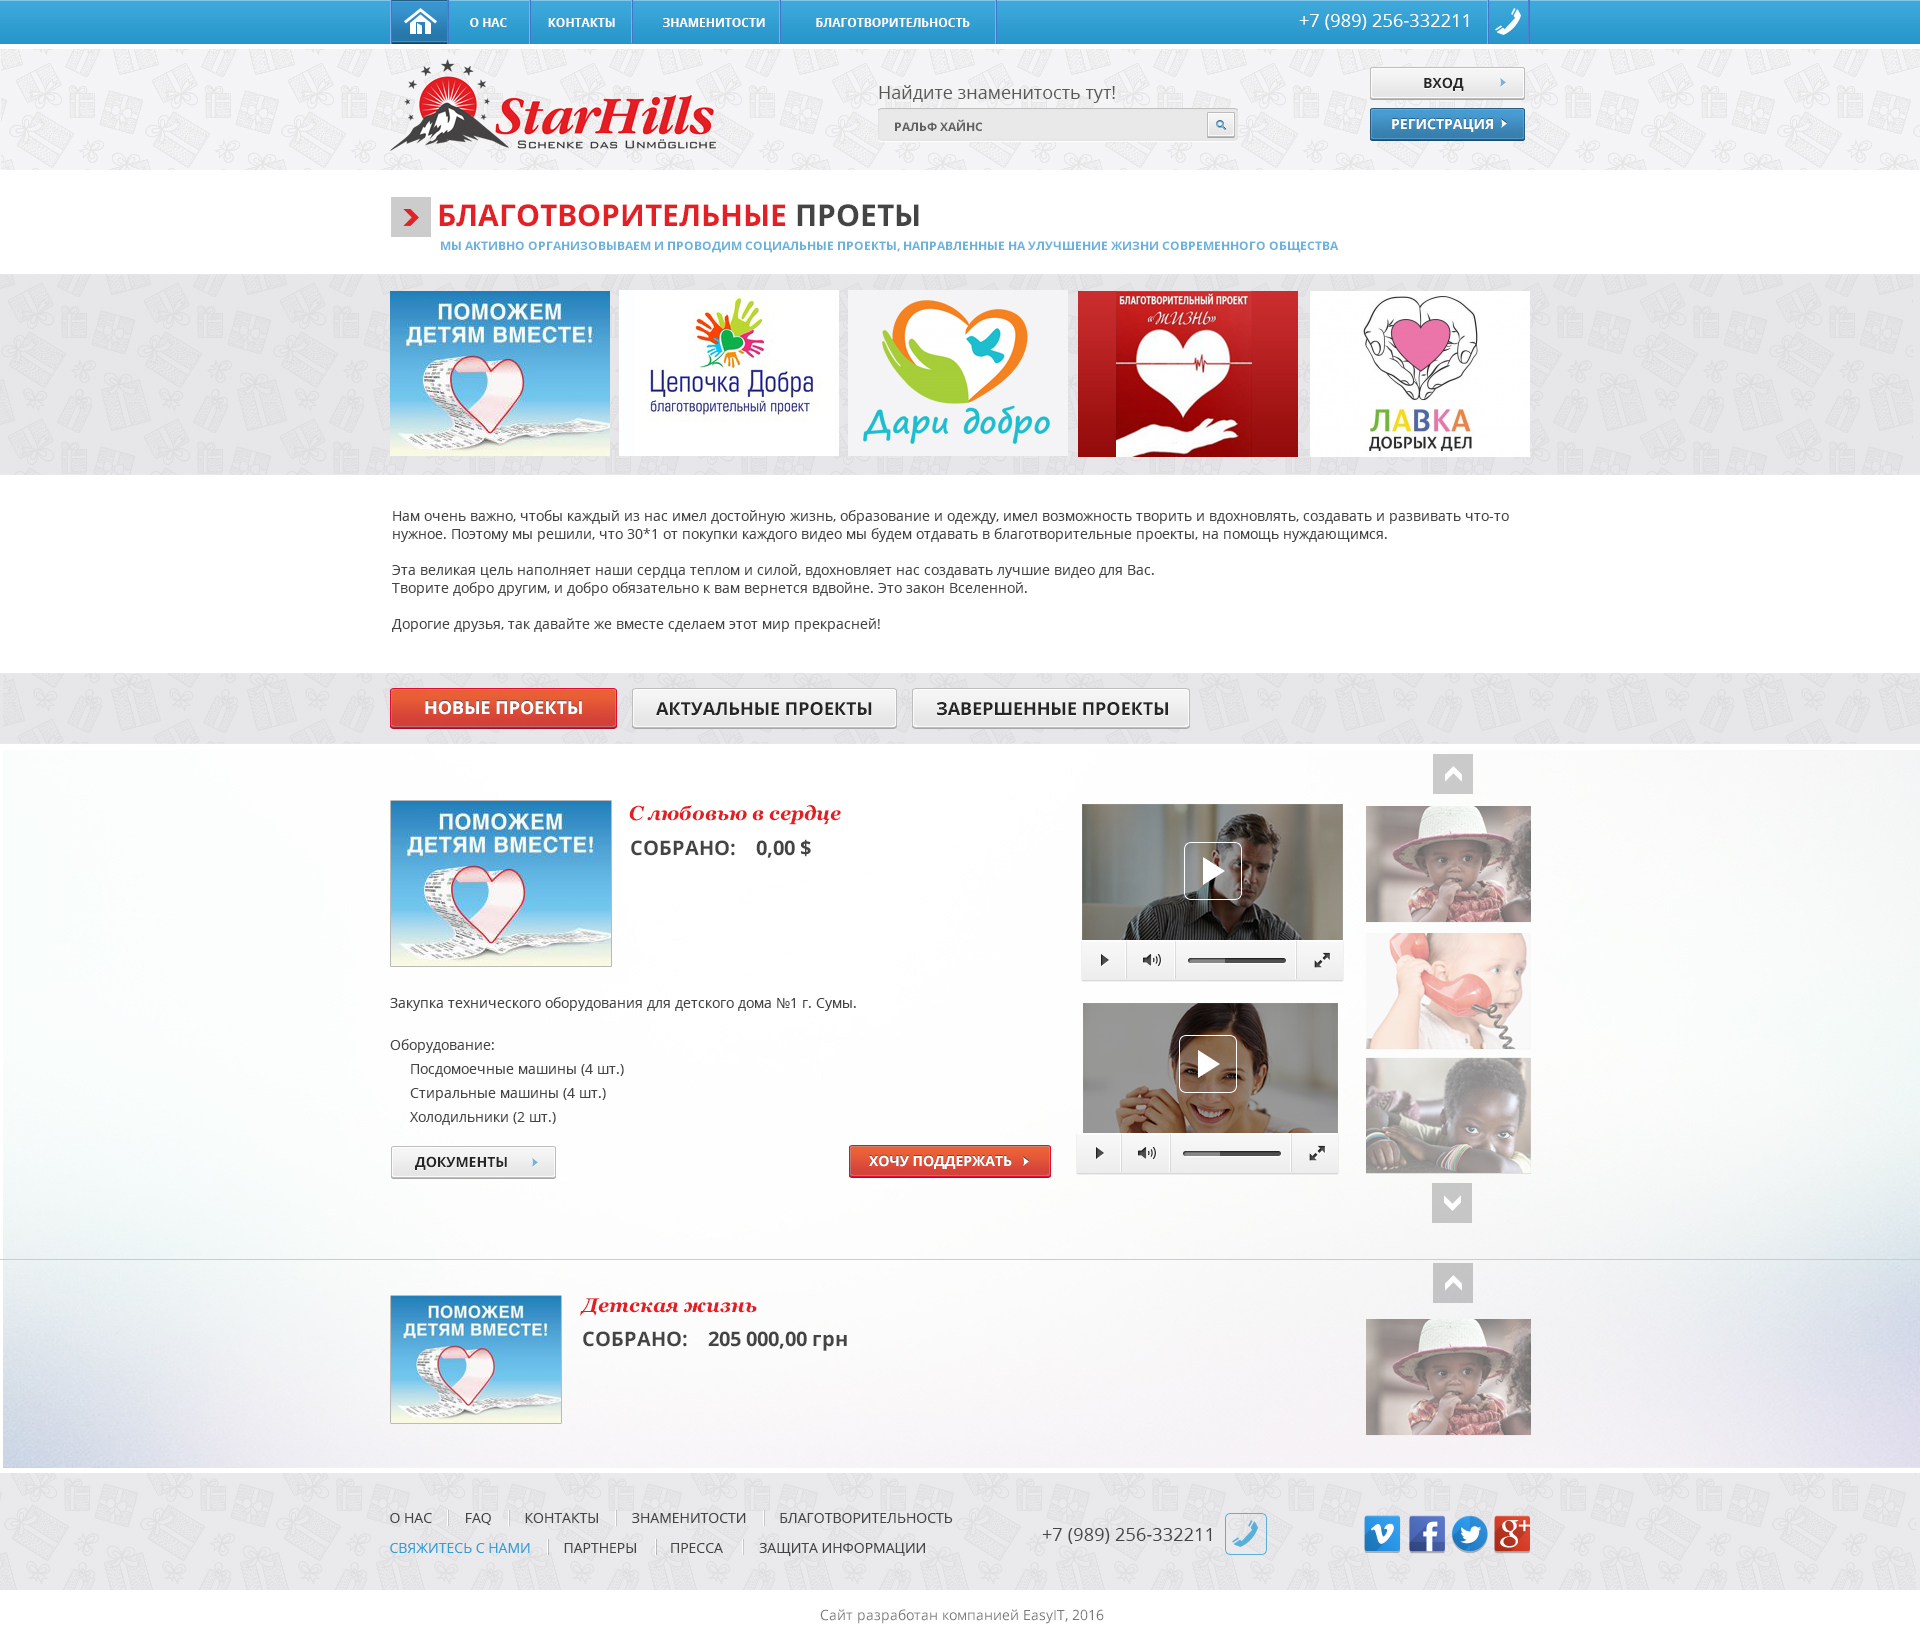 О НАС КОНТАКТЫ ЗНАМЕНИТОСТИ БЛАГОТВОРИТЕЛЬНОСТЬ +7 (989) 256-332211
StarHills
SCHENKE DAS UNMÖGLICHE
Найдите знаменитость тут!
РАЛЬФ ХАЙНС
ВХОД
РЕГИСТРАЦИЯ
БЛАГОТВОРИТЕЛЬНЫЕ ПРОЕТЫ
МЫ АКТИВНО ОРГАНИЗОВЫВАЕМ И ПРОВОДИМ СОЦИАЛЬНЫЕ ПРОЕКТЫ, НАПРАВЛЕННЫЕ НА УЛУЧШЕНИЕ ЖИЗНИ СОВРЕМЕННОГО ОБЩЕСТВА
ПОМОЖЕМ
ДЕТЯМ ВМЕСТЕ!
Цепочка Добра
благотворительный проект
Дари добро
БЛАГОТВОРИТЕЛЬНЫЙ ПРОЕКТ
«ЖИЗНЬ»
ЛАВКА
ДОБРЫХ ДЕЛ
Нам очень важно, чтобы каждый из нас имел достойную жизнь, образование и одежду, имел возможность творить и вдохновлять, создавать и развивать что-то
нужное. Поэтому мы решили, что 30*1 от покупки каждого видео мы будем отдавать в благотворительные проекты, на помощь нуждающимся.
Эта великая цель наполняет наши сердца теплом и силой, вдохновляет нас создавать лучшие видео для Вас.
Творите добро другим, и добро обязательно к вам вернется вдвойне. Это закон Вселенной.
Дорогие друзья, так давайте же вместе сделаем этот мир прекрасней!
НОВЫЕ ПРОЕКТЫ АКТУАЛЬНЫЕ ПРОЕКТЫ ЗАВЕРШЕННЫЕ ПРОЕКТЫ
ПОМОЖЕМ
ДЕТЯМ ВМЕСТЕ!
С любовью в сердце
СОБРАНО: 0,00 $
Закупка технического оборудования для детского дома №1 г. Сумы.
Оборудование:
Посдомоечные машины (4 шт.)
Стиральные машины (4 шт.)
Холодильники (2 шт.)
ДОКУМЕНТЫ ХОЧУ ПОДДЕРЖАТЬ
ПОМОЖЕМ
ДЕТЯМ ВМЕСТЕ!
Детская жизнь
СОБРАНО: 205 000,00 грн
О НАС FAQ КОНТАКТЫ ЗНАМЕНИТОСТИ БЛАГОТВОРИТЕЛЬНОСТЬ
СВЯЖИТЕСЬ С НАМИ ПАРТНЕРЫ ПРЕССА ЗАЩИТА ИНФОРМАЦИИ
+7 (989) 256-332211
Сайт разработан компанией EasyIT, 2016